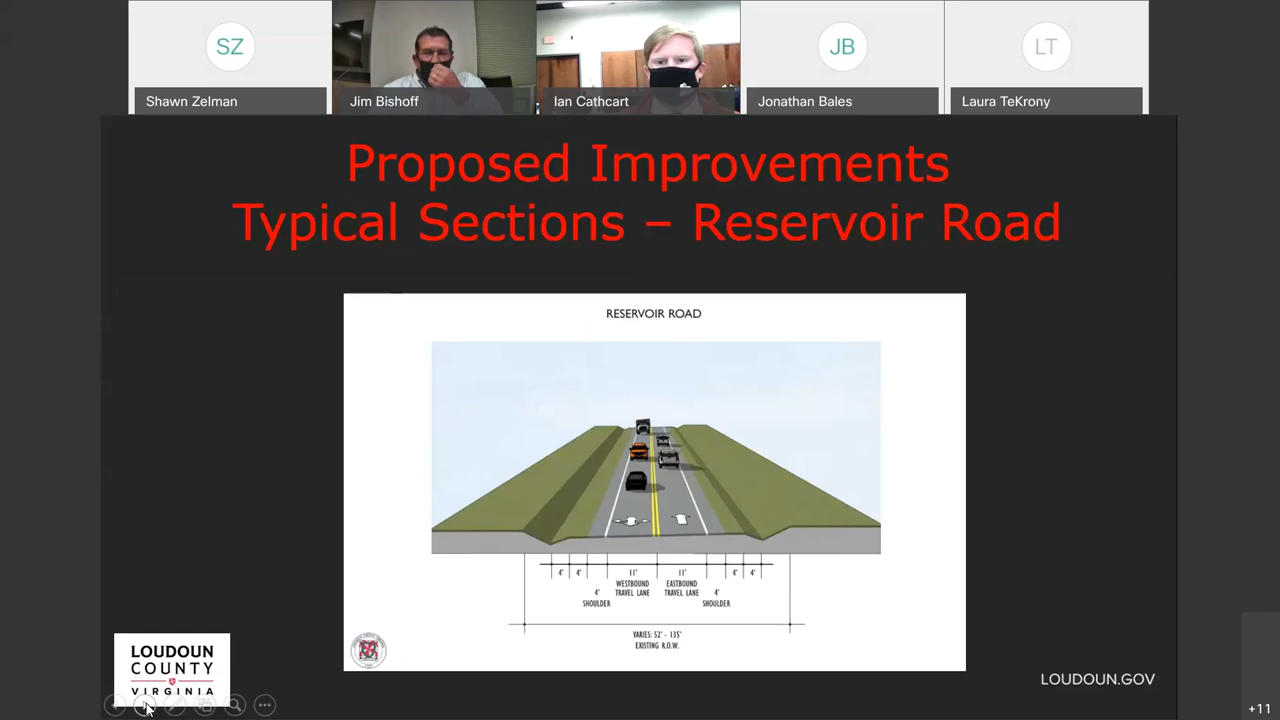 SZ
JB
LT
Shawn Zelman
Jim Bishoff
Ian Cathcart
Jonathan Bales
Laura TeKrony
Proposed Improvements
Typical Sections – Reservoir Road
RESERVOIR ROAD
4' 4' 11' 11' 4' 4'
WESTBOUND EASTBOUND
TRAVEL LANE TRAVEL LANE
4' 4'
SHOULDER SHOULDER
VARIES: 52' - 135'
EXISTING R.O.W.
LOUDOUN
COUNTY
VIRGINIA
LOUDOUN.GOV
+11